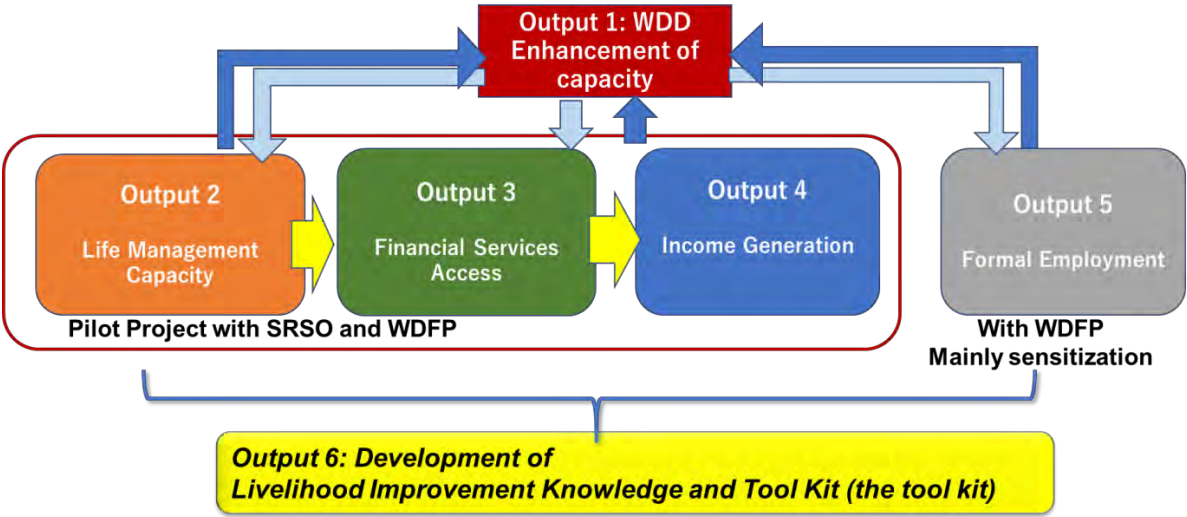 Output 1: WDD
Enhancement of
capacity
Output 2
Life Management
Capacity
Output 3
Financial Services
Access
Output 4
Income Generation
Output 5
Formal Employment
Pilot Project with SRSO and WDFP
With WDFP
Mainly sensitization
Output 6: Development of
Livelihood Improvement Knowledge and Tool Kit (the tool kit)